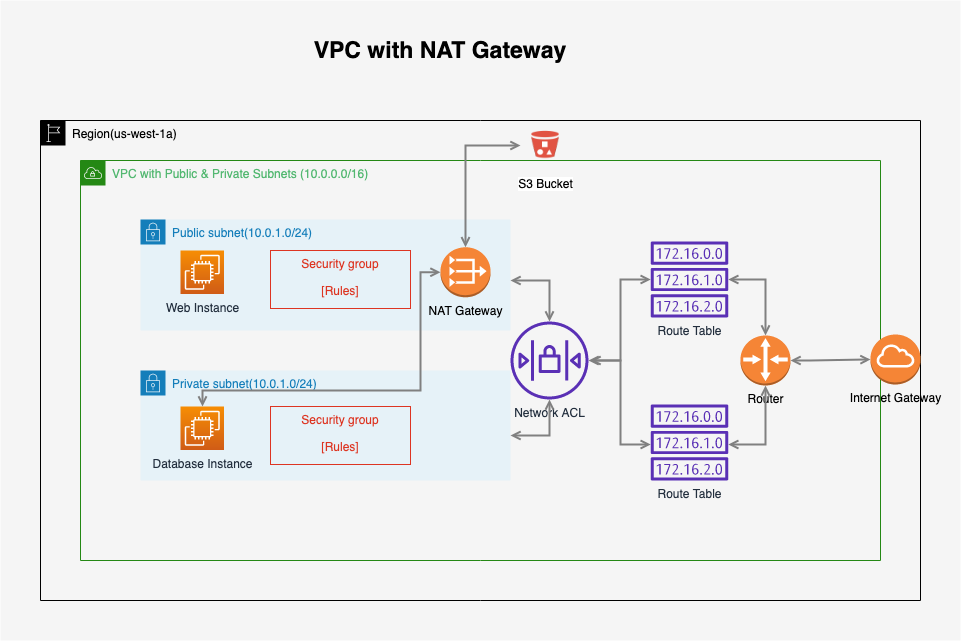 VPC with NAT Gateway
Region(us-west-1a)
VPC with Public & Private Subnets (10.0.0.0/16)
S3 Bucket
Public subnet(10.0.1.0/24)
Security group
[Rules]
Web Instance
NAT Gateway
172.16.0.0
172.16.1.0
172.16.2.0
Route Table
Private subnet(10.0.1.0/24)
Security group
[Rules]
Database Instance
Network ACL
Router
Internet Gateway
172.16.0.0
172.16.1.0
172.16.2.0
Route Table